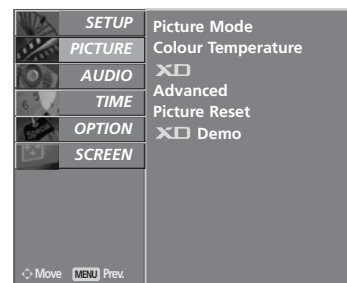 SETUP
PICTURE
AUDIO
TIME
OPTION
SCREEN
Move MENU Prev.
Picture Mode
Colour Temperature
XD
Advanced
Picture Reset
XD Demo